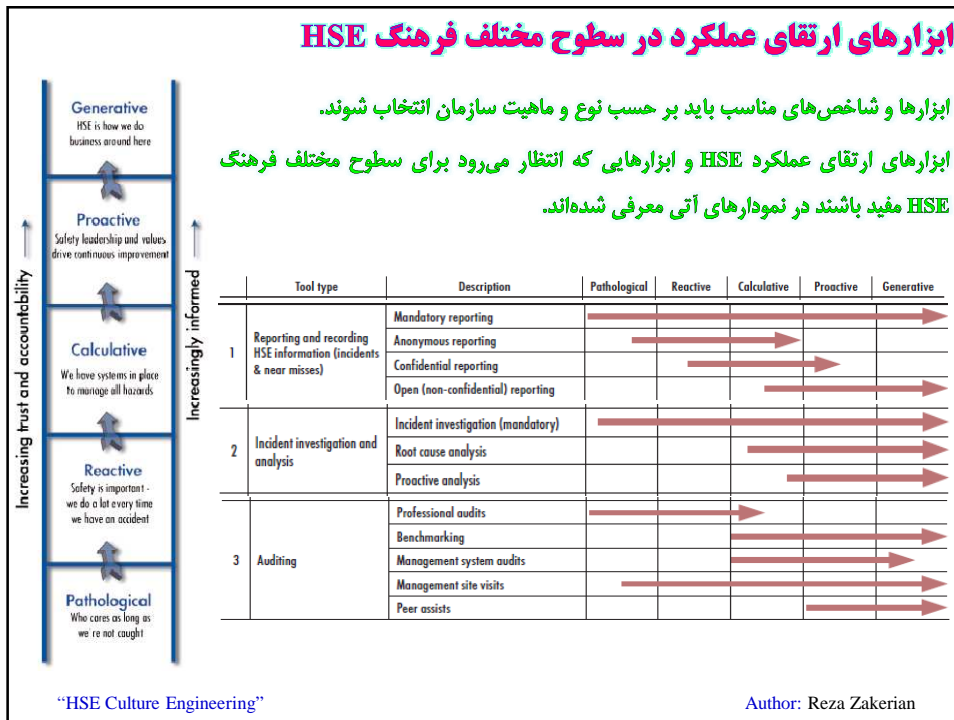 ابزارهای ارتقای عملکرد در سطوح مختلف فرهنگ HSE
ابزارها و شاخص‌های مناسب باید بر حسب نوع و ماهیت سازمان انتخاب شوند.
ابزارهای ارتقای عملکرد HSE و ابزارهایی که انتظار می‌رود برای سطوح مختلف فرهنگ
HSE مفید باشند در نمودارهای آتی معرفی شده‌اند.
Increasing trust and accountability
Generative
HSE is how we do
business around here
Proactive
Safety leadership and values
drive continuous improvement
Calculative
We have systems in place
to manage all hazards
Reactive
Safety is important -
we do a lot every time
we have an accident
Pathological
Who cares as long as
we're not caught
Increasingly informed
Tool type Description Pathological Reactive Calculative Proactive Generative
1
Reporting and recording
HSE information (incidents
& near misses)
Mandatory reporting
Anonymous reporting
Confidential reporting
Open (non-confidential) reporting
2
Incident investigation and
analysis
Incident investigation (mandatory)
Root cause analysis
Proactive analysis
3
Auditing
Professional audits
Benchmarking
Management system audits
Management site visits
Peer assists
“HSE Culture Engineering” Author: Reza Zakerian